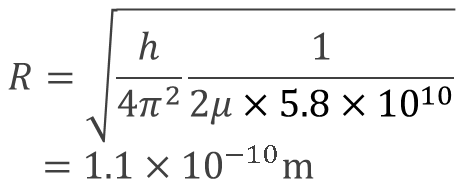 R = √(h/4π² 1/2μ × 5.8 × 10¹⁰)
= 1.1 × 10⁻¹⁰ m